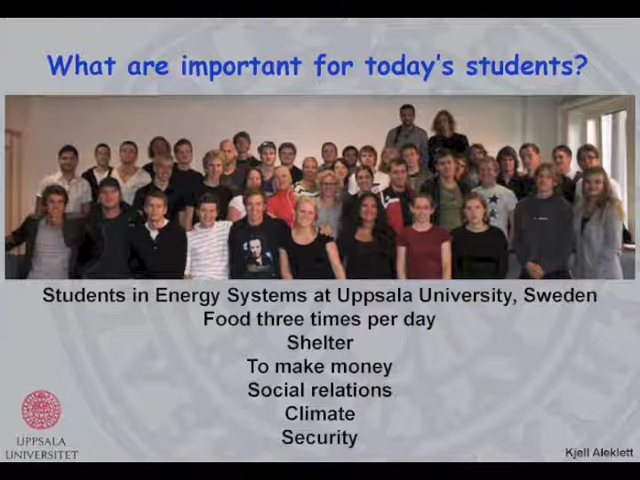 What are important for today's students?
Students in Energy Systems at Uppsala University, Sweden
Food three times per day
Shelter
To make money
Social relations
Climate
Security
UPPSALA
UNIVERSITET
Kjell Aleklett